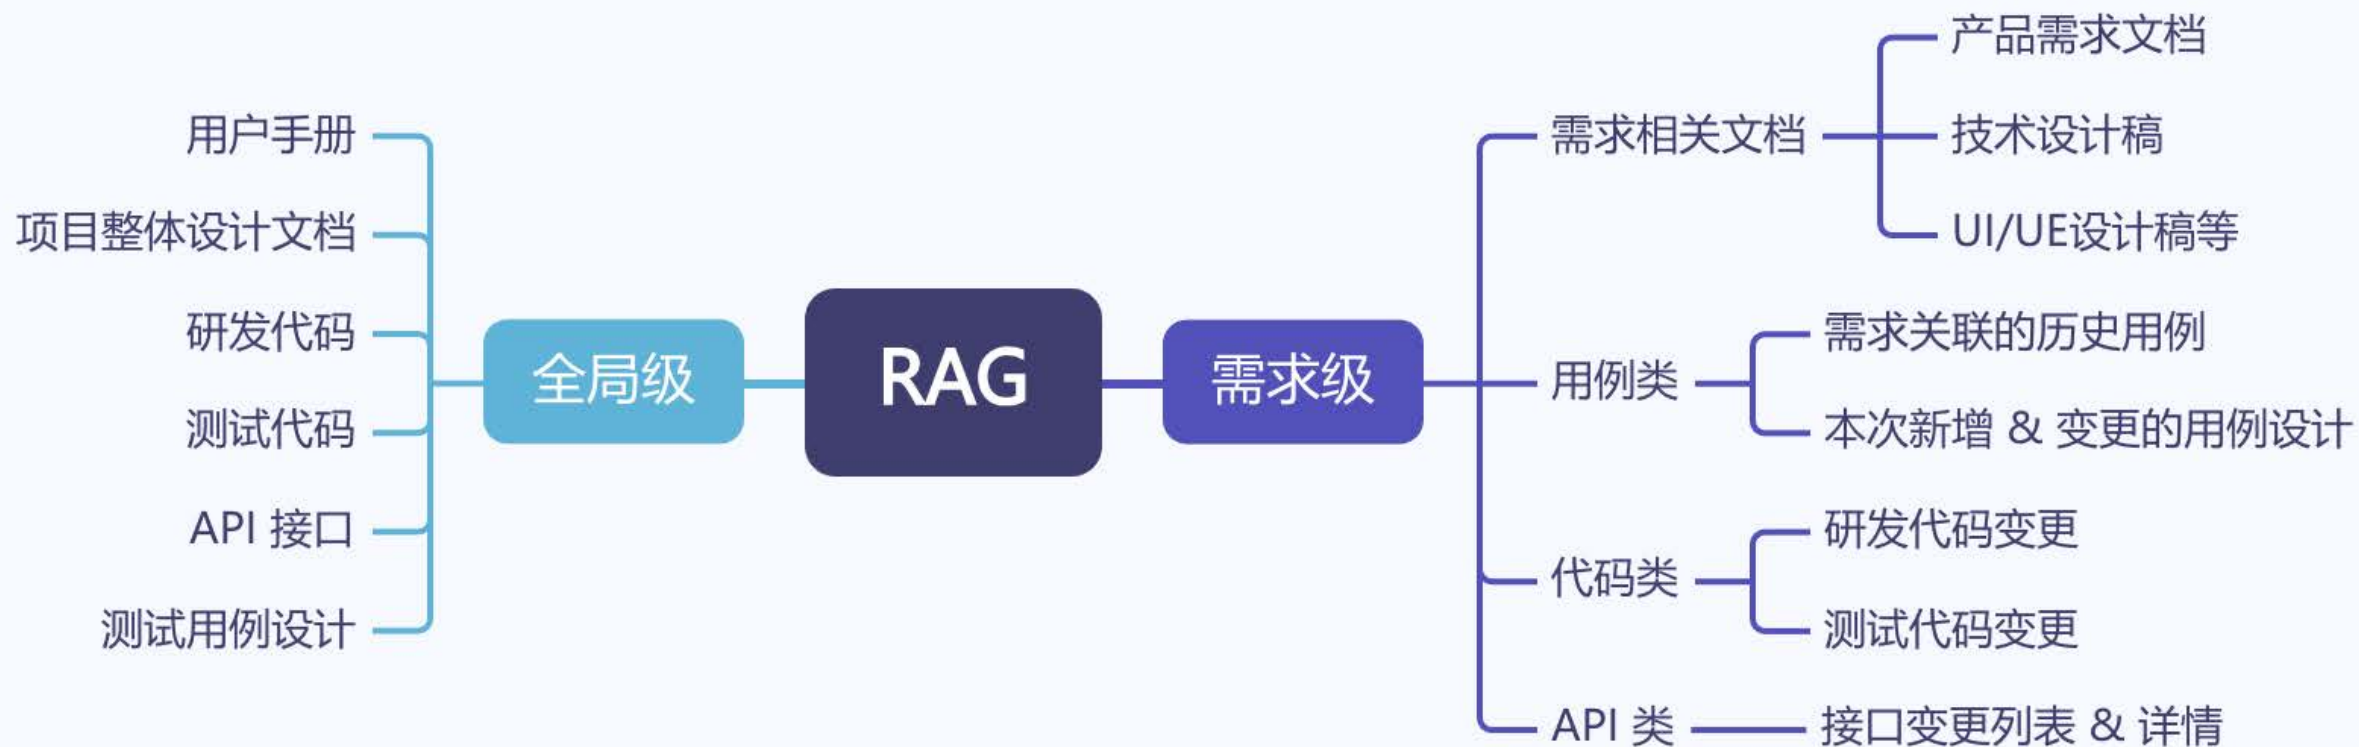 用户手册
项目整体设计文档
研发代码
测试代码
API 接口
测试用例设计
全局级
RAG
需求级
需求相关文档
产品需求文档
技术设计稿
UI/UE设计稿等
用例类
需求关联的历史用例
本次新增 & 变更的用例设计
代码类
研发代码变更
测试代码变更
API 类
接口变更列表 & 详情